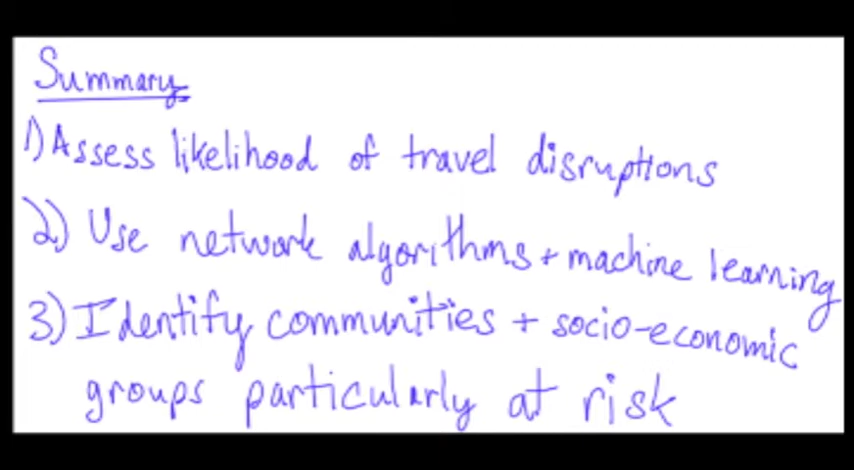 Summary
1) Assess likelihood of travel disruptions
2) Use network algorithms + machine learning
3) Identify communities + socio-economic
groups particularly at risk